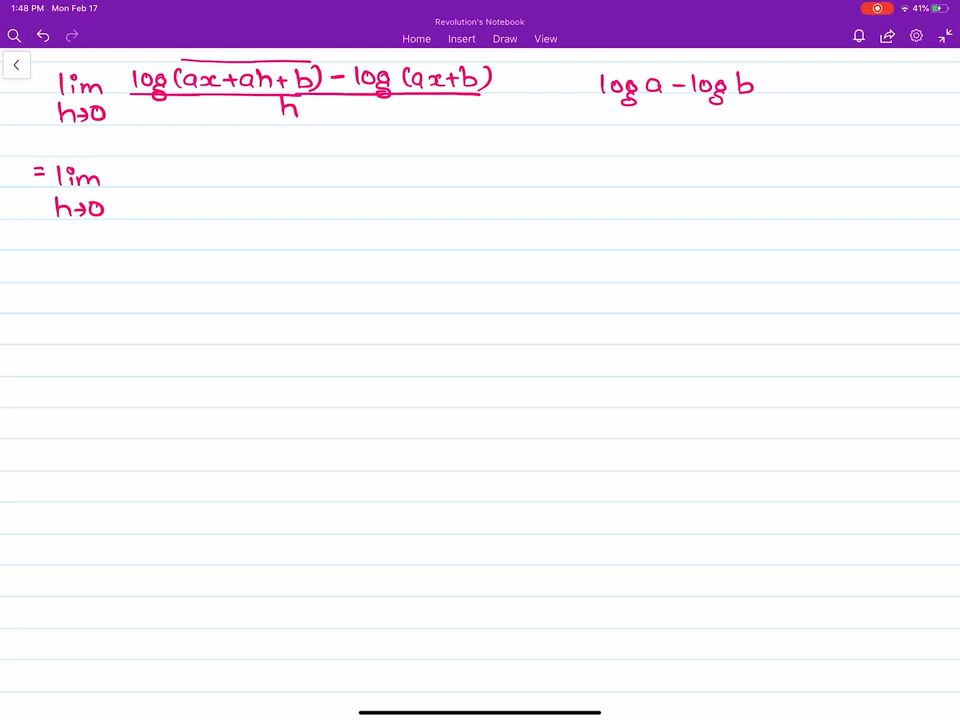 1:48 PM Mon Feb 17
41%
Revolution's Notebook
Home Insert Draw View
lim log(ax+ah+b) - log(ax+b) log a - log b
h→0 h
= lim
h→0